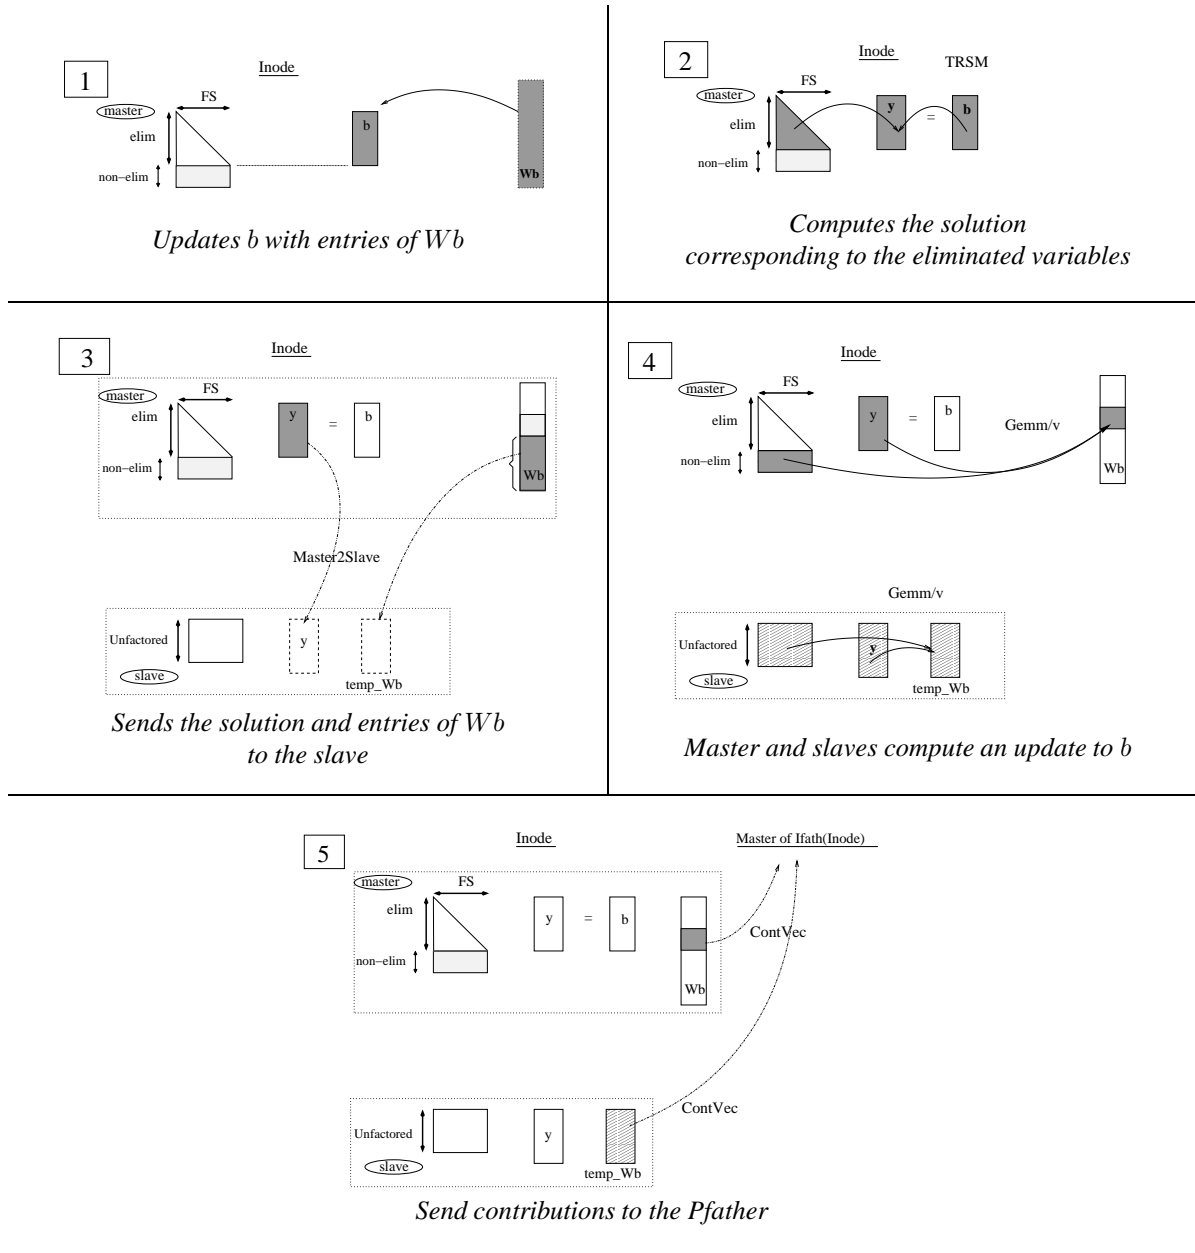 1
Inode
FS
master
elim
non−elim
b
Wb
Updates b with entries of Wb
2
Inode
TRSM
FS
master
elim
non−elim
y
=
b
Computes the solution
corresponding to the eliminated variables
3
Inode
FS
master
elim
non−elim
y
=
b
Wb
Master2Slave
Unfactored
slave
y
temp_Wb
Sends the solution and entries of Wb
to the slave
4
Inode
FS
master
elim
non−elim
y
=
b
Gemm/v
Wb
Gemm/v
Unfactored
slave
y
temp_Wb
Master and slaves compute an update to b
5
Inode
Master of Ifath(Inode)
FS
master
elim
non−elim
y
=
b
Wb
ContVec
ContVec
Unfactored
slave
y
temp_Wb
Send contributions to the Pfather